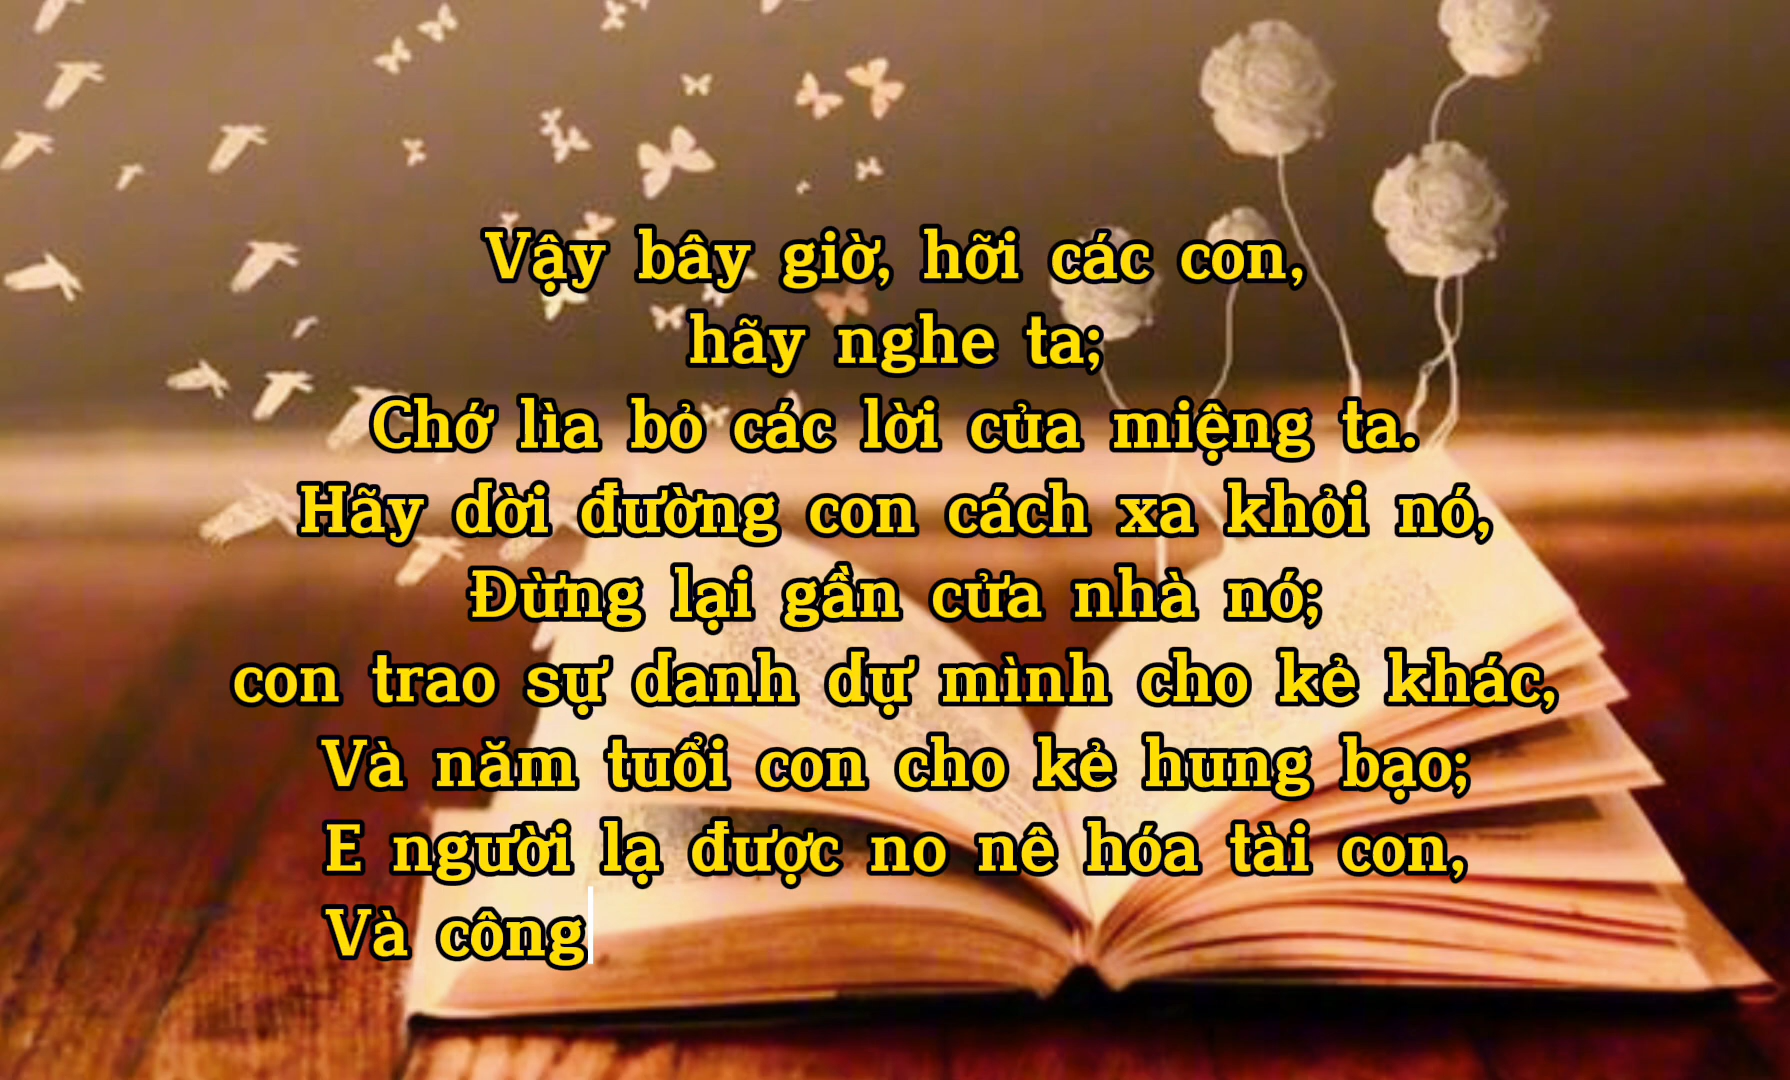 Vậy bây giờ, hỡi các con,
hãy nghe ta;
Chớ lìa bỏ các lời của miệng ta.
Hãy dời đường con cách xa khỏi nó,
Đừng lại gần cửa nhà nó;
con trao sự danh dự mình cho kẻ khác,
Và năm tuổi con cho kẻ hung bạo;
E người lạ được no nê hóa tài con,
Và công